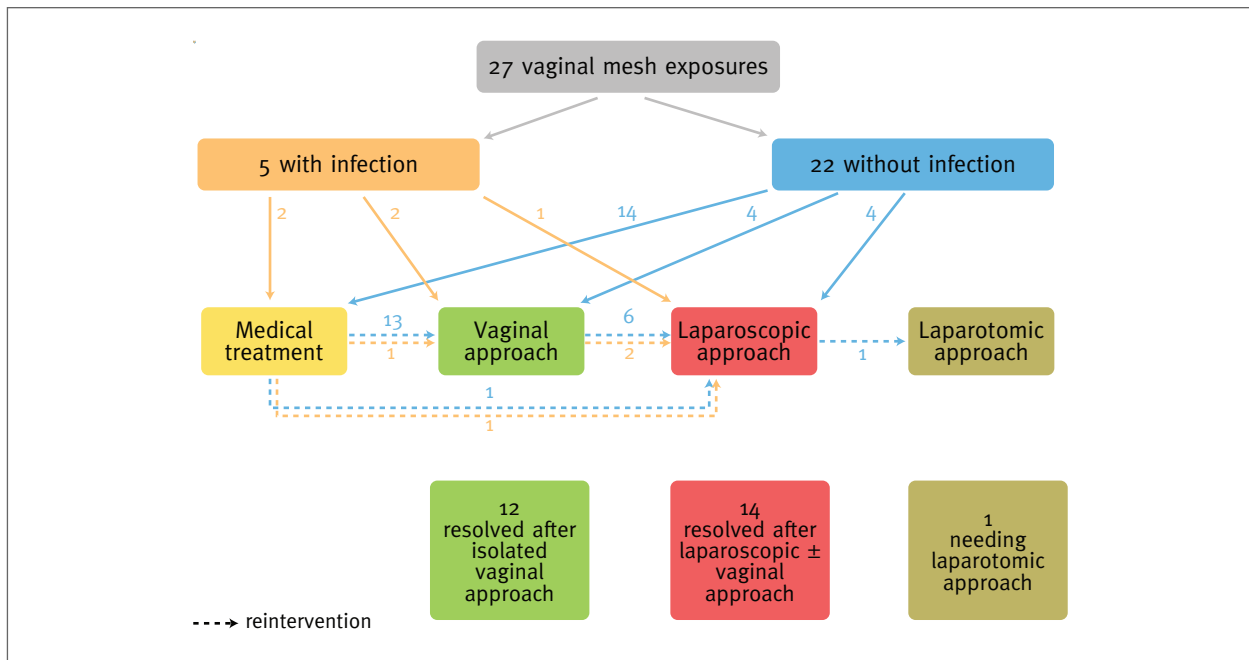 27 vaginal mesh exposures
5 with infection
22 without infection
2
2
1
14
4
4
Medical
treatment
13
1
Vaginal
approach
6
2
Laparoscopic
approach
1
Laparotomic
approach
1
1
12
resolved after
isolated
vaginal
approach
14
resolved after
laparoscopic ±
vaginal
approach
1
needing
laparotomic
approach
reintervention